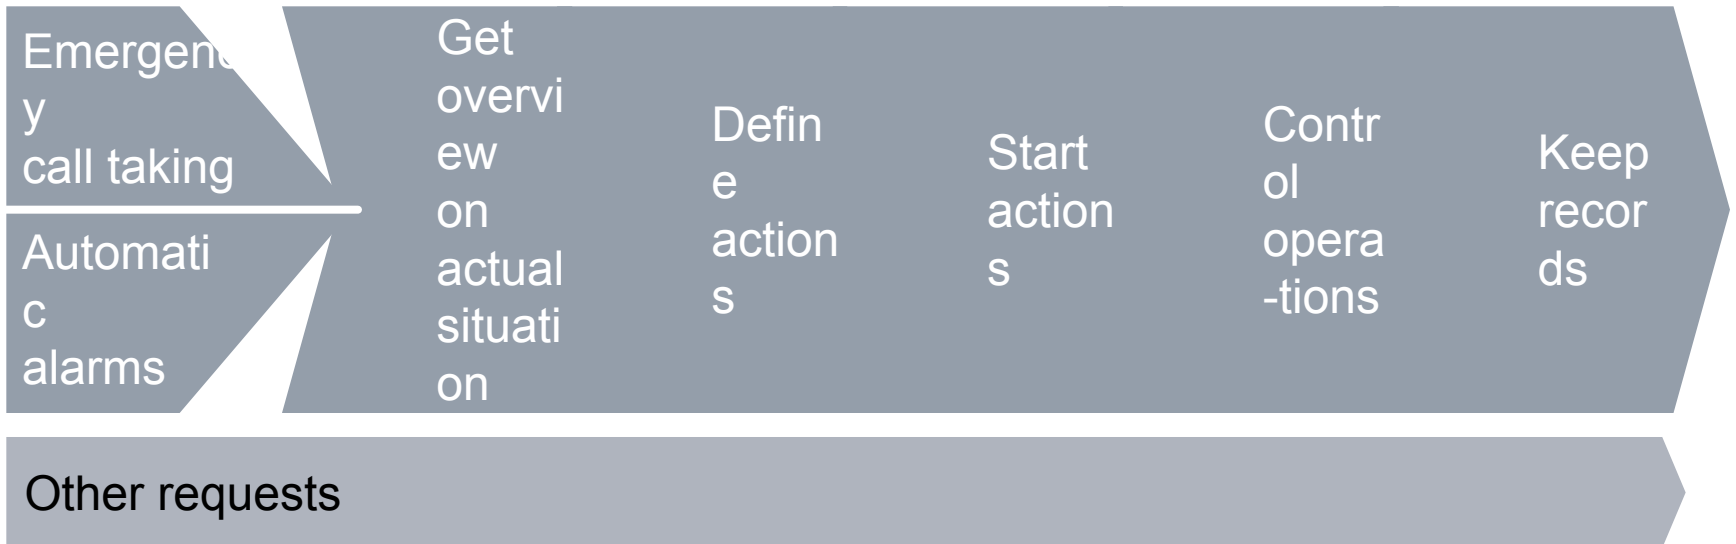 Emergenc
y
call taking
Automati
c
alarms
Get
overvi
ew
on
actual
situati
on
Defin
e
action
s
Start
action
s
Contr
ol
opera
-tions
Keep
recor
ds
Other requests